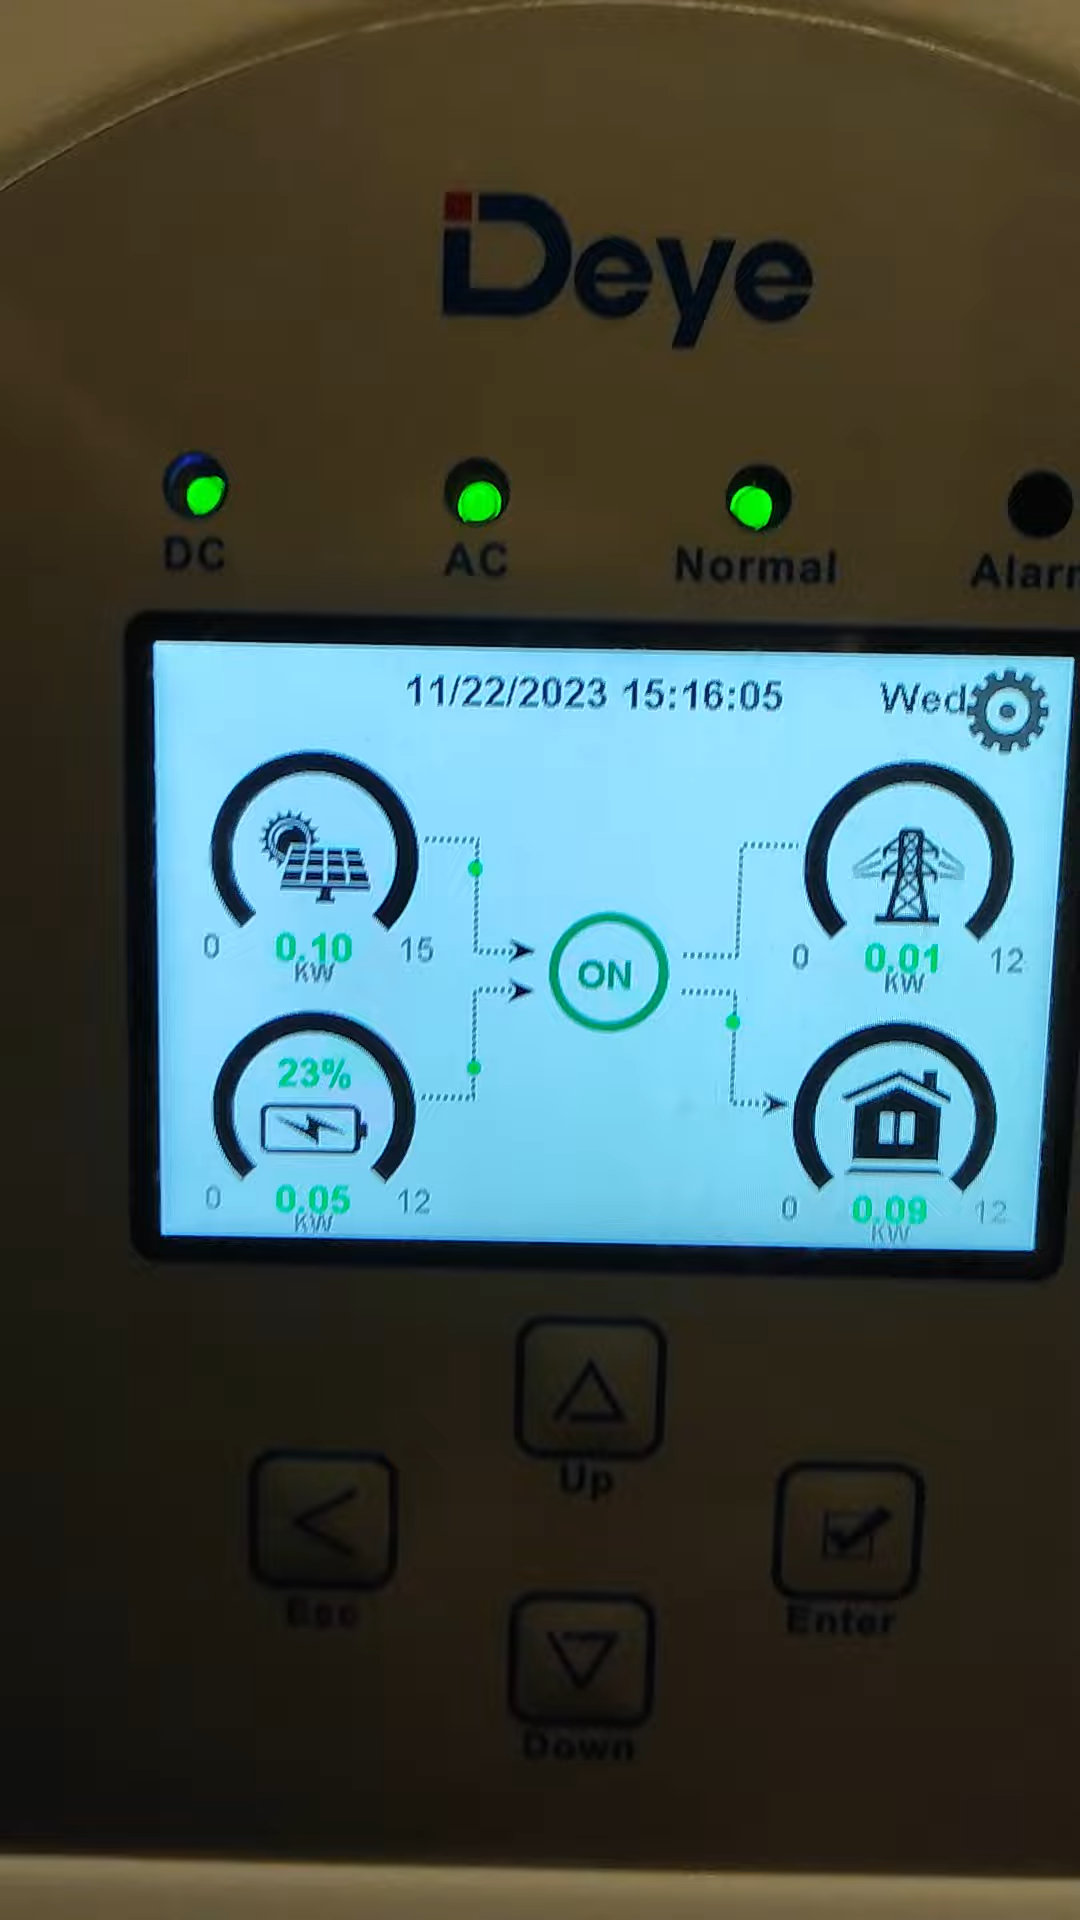 Deye
DC AC Normal Alarm
11/22/2023 15:16:05 Wed
0 0.10 15
KW
0 0.01 12
KW
ON
23%
0 0.05 12
KW
0 0.09 12
KW
Up
Esc
Enter
Down